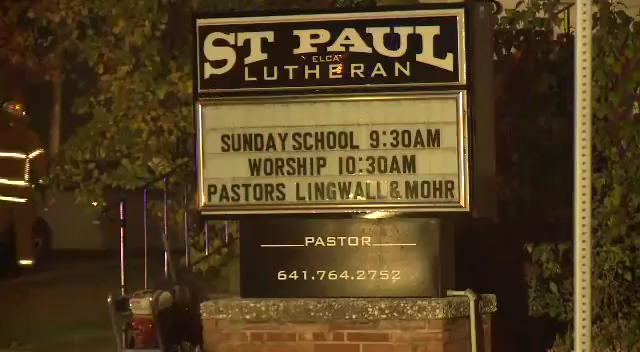 ST PAUL
ELCA
LUTHERAN
SUNDAY SCHOOL 9:30AM
WORSHIP 10:30AM
PASTORS LINGWALL & MOHR
PASTOR
641.764.2752